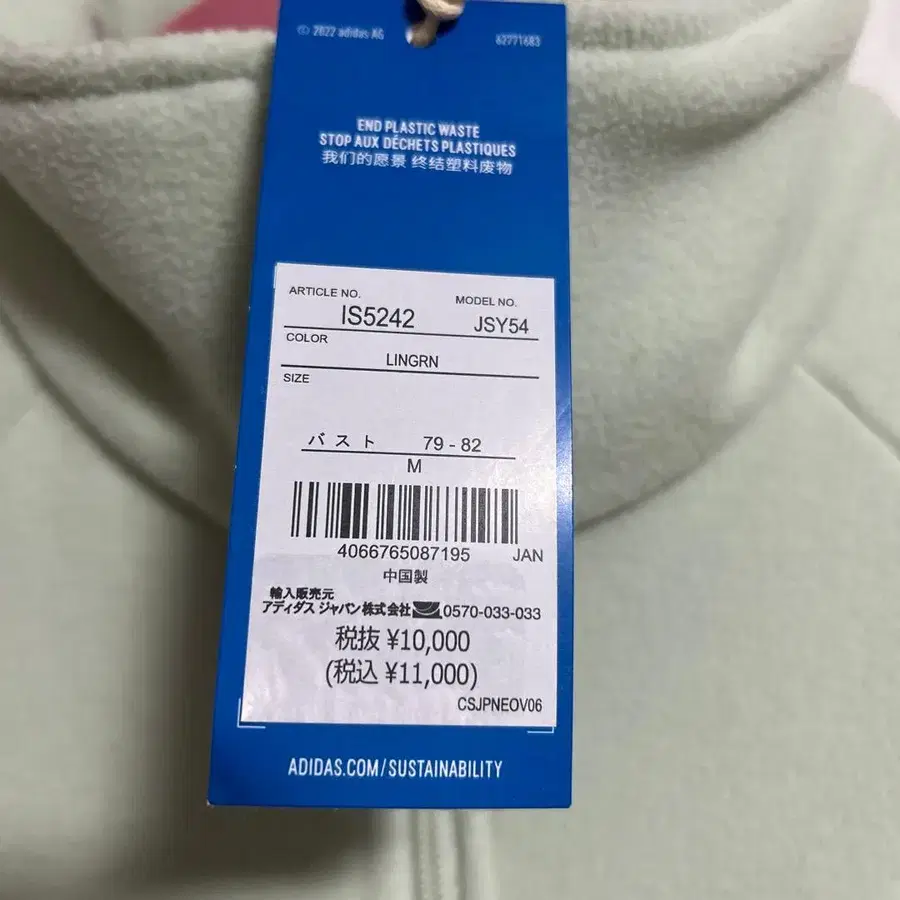 © 2022 adidas AG
62771683
END PLASTIC WASTE
STOP AUX DÉCHETS PLASTIQUES
我们的愿景 终结塑料废物
ARTICLE NO.
MODEL NO.
IS5242
JSY54
COLOR
LINGRN
SIZE
バスト 79 - 82
M
4066765087195 JAN
中国製
輸入販売元
アディダス ジャパン株式会社 0570-033-033
税抜 ¥10,000
(税込 ¥11,000)
CSJPNEOV06
ADIDAS.COM/SUSTAINABILITY